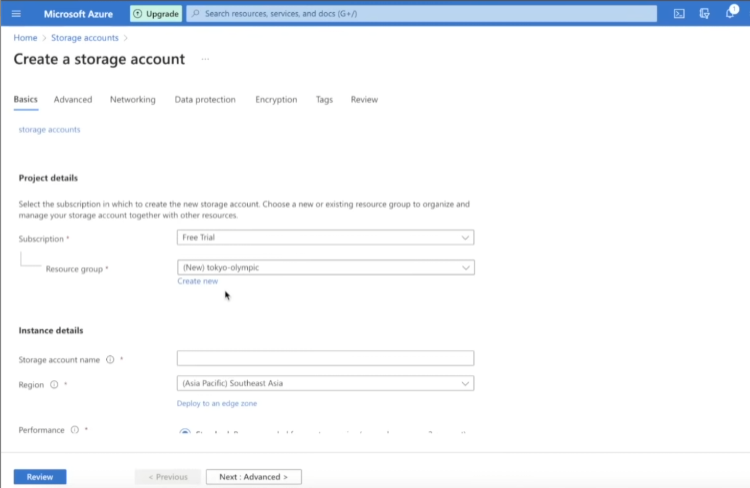 Microsoft Azure
Upgrade
Search resources, services, and docs (G+/)
1
Home > Storage accounts >
Create a storage account ...
Basics Advanced Networking Data protection Encryption Tags Review
storage accounts
Project details
Select the subscription in which to create the new storage account. Choose a new or existing resource group to organize and
manage your storage account together with other resources.
Subscription *
Free Trial
Resource group *
(New) tokyo-olympic
Create new
Instance details
Storage account name *
Region *
(Asia Pacific) Southeast Asia
Deploy to an edge zone
Performance *
Review
< Previous
Next : Advanced >